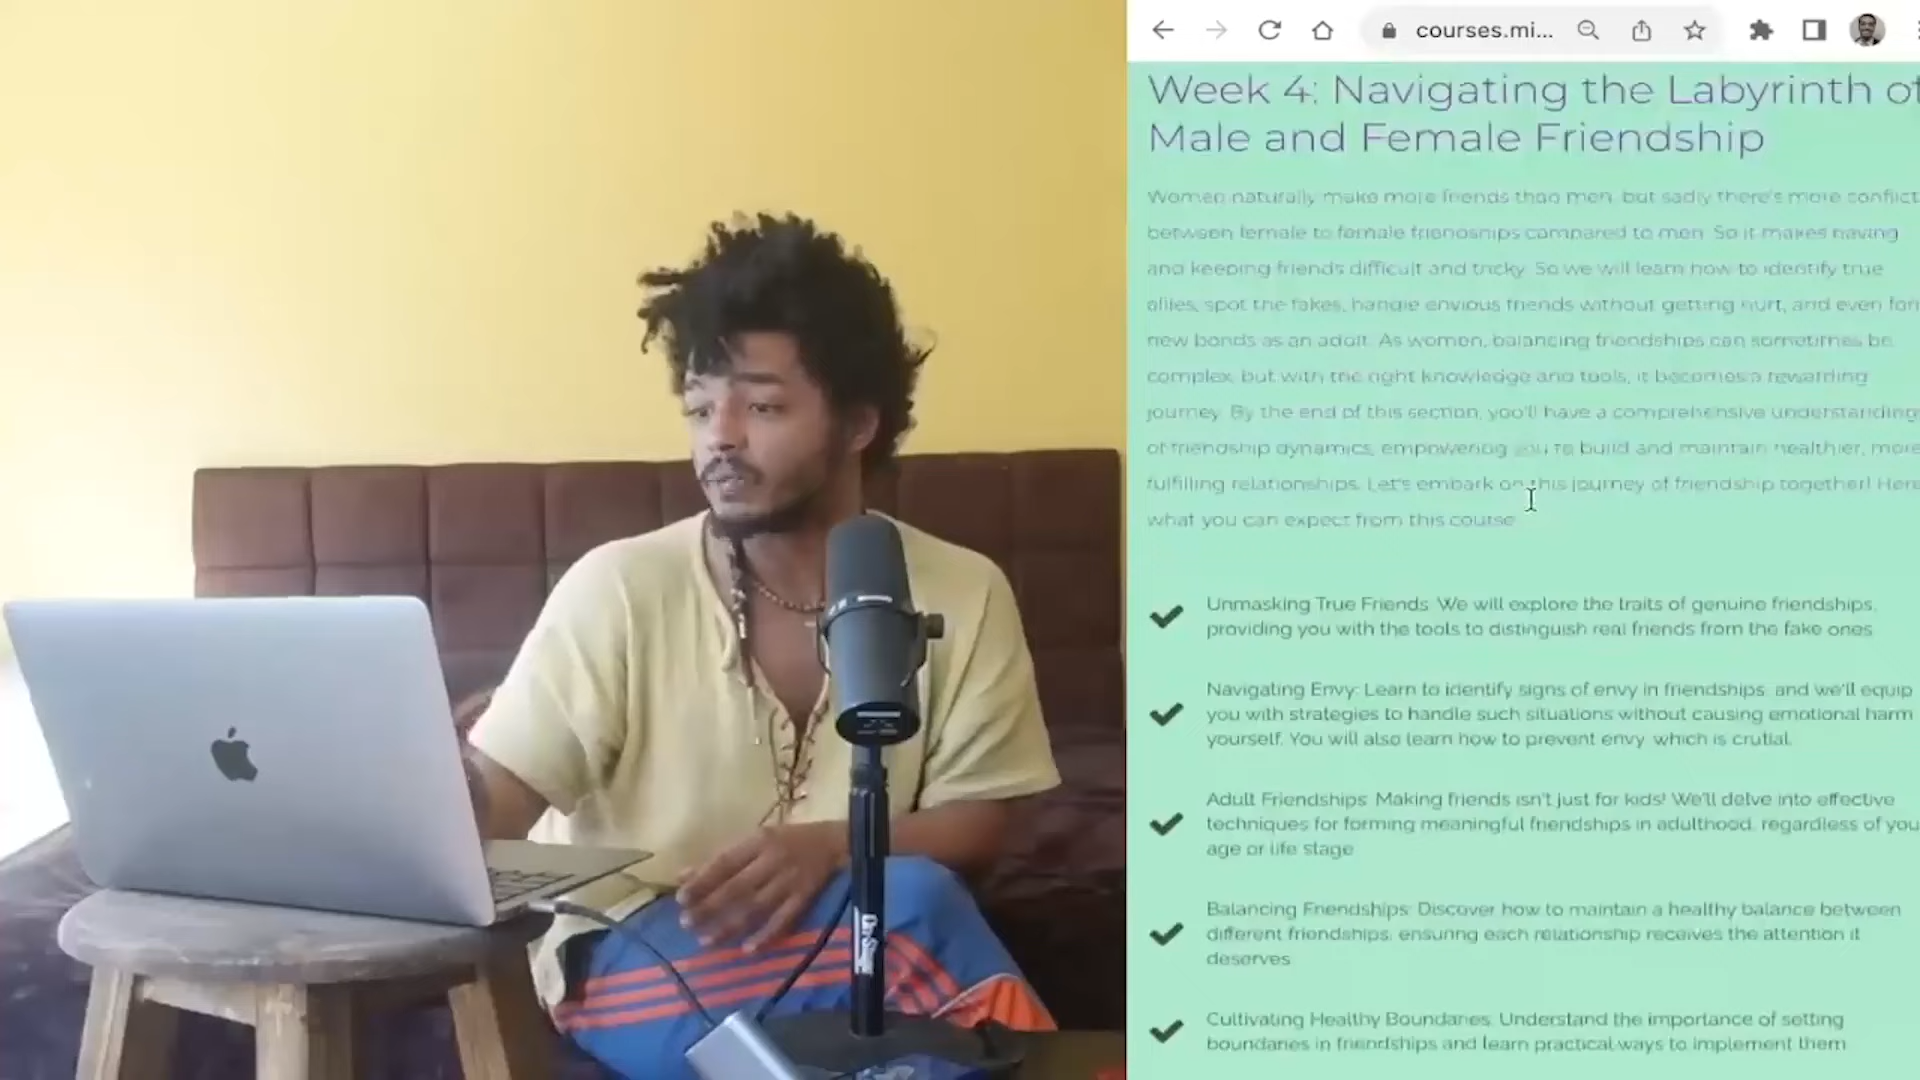 courses.mi...
Week 4: Navigating the Labyrinth of
Male and Female Friendship
Women naturally make more friends than men, but sadly there's more conflict
between female to female friendships compared to men. So it makes having
and keeping friends difficult and tricky. So we will learn how to identify true
allies, spot the fakes, handle envious friends without getting hurt, and even for
new bonds as an adult. As women, balancing friendships can sometimes be
complex, but with the right knowledge and tools, it becomes a rewarding
journey. By the end of this section, you'll have a comprehensive understanding
of friendship dynamics, empowering you to build and maintain healthier, more
fulfilling relationships. Let's embark on this journey of friendship together! Here
what you can expect from this course
Unmasking True Friends: We will explore the traits of genuine friendships,
providing you with the tools to distinguish real friends from the fake ones
Navigating Envy: Learn to identify signs of envy in friendships, and we'll equip
you with strategies to handle such situations without causing emotional harm
yourself. You will also learn how to prevent envy which is crutial.
Adult Friendships: Making friends isn't just for kids! We'll delve into effective
techniques for forming meaningful friendships in adulthood, regardless of you
age or life stage
Balancing Friendships: Discover how to maintain a healthy balance between
different friendships, ensuring each relationship receives the attention it
deserves
Cultivating Healthy Boundaries: Understand the importance of setting
boundaries in friendships and learn practical ways to implement them